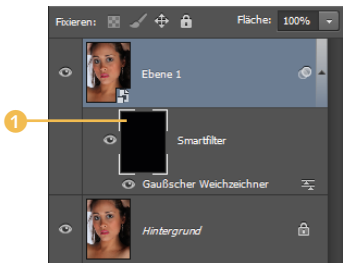 Fixieren: Fläche: 100%
Ebene 1
1
Smartfilter
Gaußscher Weichzeichner
Hintergrund